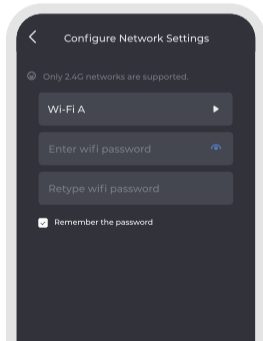 Configure Network Settings
Only 2.4G networks are supported.
Wi-Fi A
Enter wifi password
Retype wifi password
Remember the password